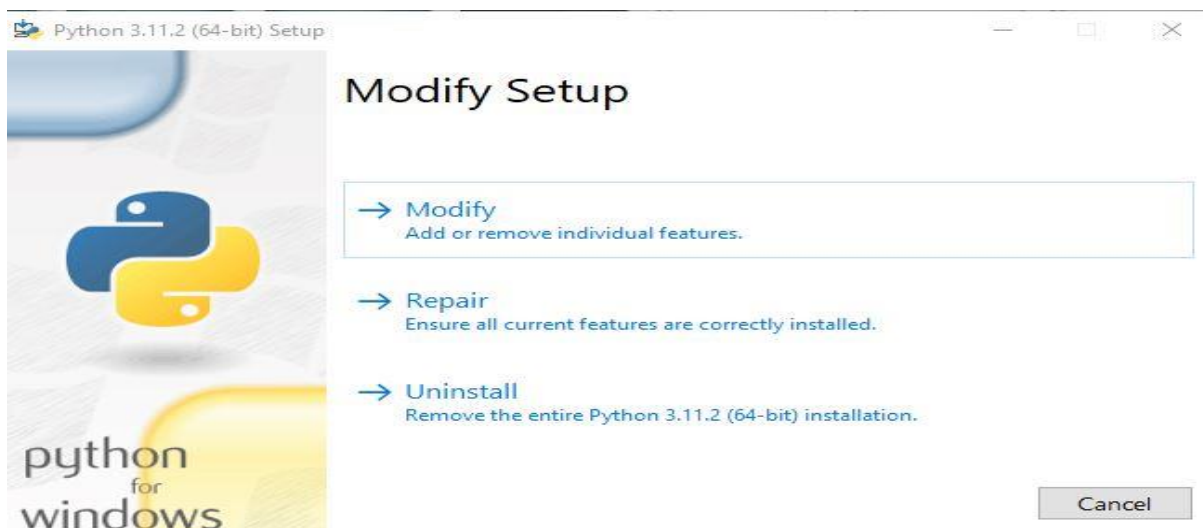 Python 3.11.2 (64-bit) Setup
Modify Setup
Modify
Add or remove individual features.
Repair
Ensure all current features are correctly installed.
Uninstall
Remove the entire Python 3.11.2 (64-bit) installation.
python
for
windows
Cancel